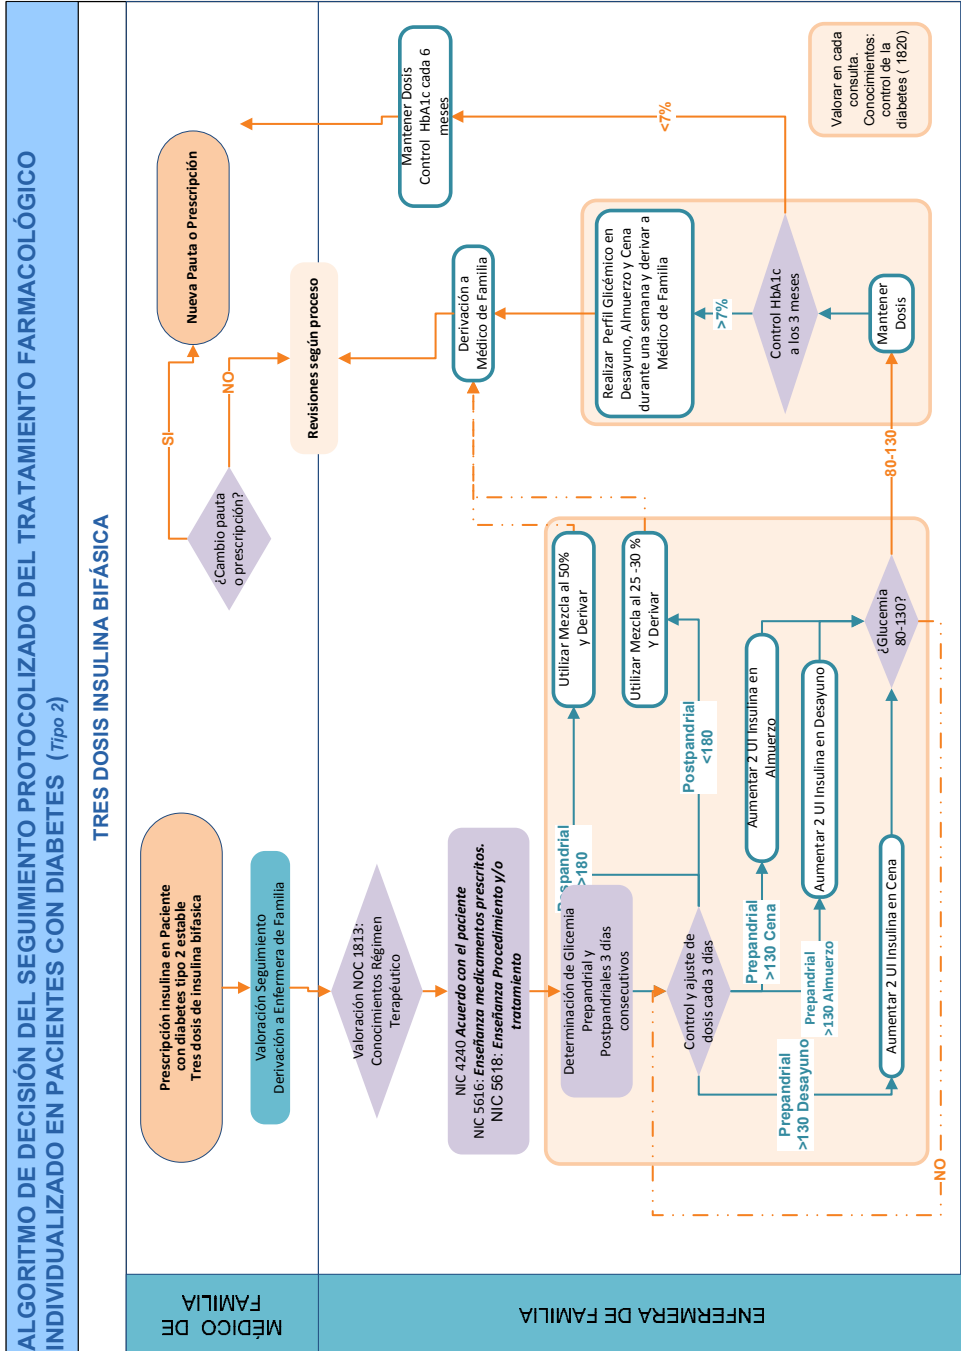 ALGORITMO DE DECISIÓN DEL SEGUIMIENTO PROTOCOLIZADO DEL TRATAMIENTO FARMACOLÓGICO
INDIVIDUALIZADO EN PACIENTES CON DIABETES (Tipo 2)
TRES DOSIS INSULINA BIFÁSICA
MÉDICO DE
FAMILIA
Prescripción insulina en Paciente
con diabetes tipo 2 estable
Tres dosis de insulina bifasica
Valoración Seguimiento
Derivación a Enfermera de Familia
¿Cambio pauta
o prescripción?
SI
NO
Nueva Pauta o Prescripción
Revisiones según proceso
ENFERMERA DE FAMILIA
Valoración NOC 1813:
Conocimientos Régimen
Terapéutico
NIC 4240 Acuerdo con el paciente
NIC 5616: Enseñanza medicamentos prescritos.
NIC 5618: Enseñanza Procedimiento y/o
tratamiento
Determinación de Glicemia
Prepandrial y
Postpandriales 3 días
consecutivos
Control y ajuste de
dosis cada 3 días
>180
Utilizar Mezcla al 50%
y Derivar
Postpandrial
<180
Utilizar Mezcla al 25 -30 %
Y Derivar
Prepandrial
>130 Cena
Aumentar 2 UI Insulina en
Almuerzo
Prepandrial
>130 Almuerzo
Aumentar 2 UI Insulina en Desayuno
Prepandrial
>130 Desayuno
Aumentar 2 UI Insulina en Cena
¿Glucemia
80-130?
NO
80-130
Mantener
Dosis
Control HbA1c
a los 3 meses
>7%
Realizar Perfil Glicémico en
Desayuno, Almuerzo y Cena
durante una semana y derivar a
Médico de Familia
Derivación a
Médico de Familia
<7%
Mantener Dosis
Control HbA1c cada 6
meses
Valorar en cada
consulta.
Conocimientos:
control de la
diabetes ( 1820)